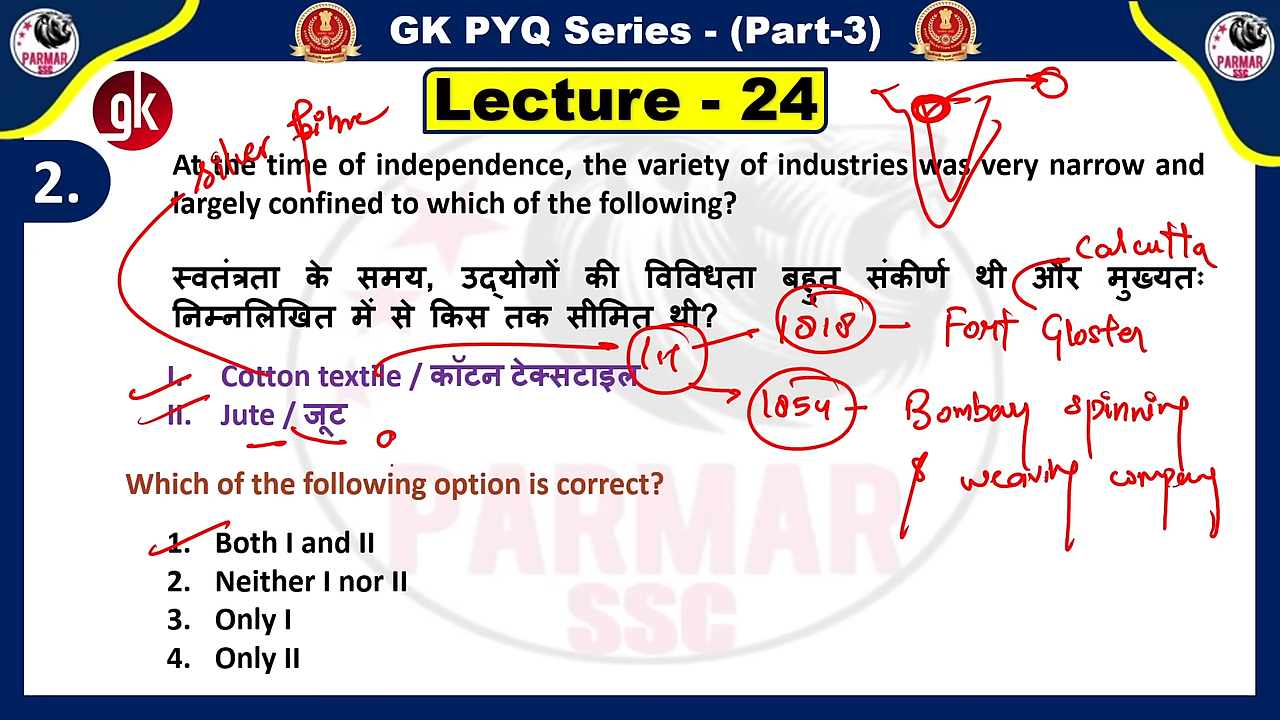 GK PYQ Series - (Part-3)
PARMAR
SSC
PARMAR
SSC
gk
Lecture - 24
silver fibre
2.
At the time of independence, the variety of industries was very narrow and
largely confined to which of the following?
Calcutta
स्वतंत्रता के समय, उद्योगों की विविधता बहुत संकीर्ण थी और मुख्यतः
निम्नलिखित में से किस तक सीमित थी?
1818 - Fort Gloster
1st
I. Cotton textile / कॉटन टेक्सटाइल
II. Jute / जूट
1854 - Bombay spinning
& weaving company
Which of the following option is correct?
1. Both I and II
2. Neither I nor II
3. Only I
4. Only II
PARMAR
SSC